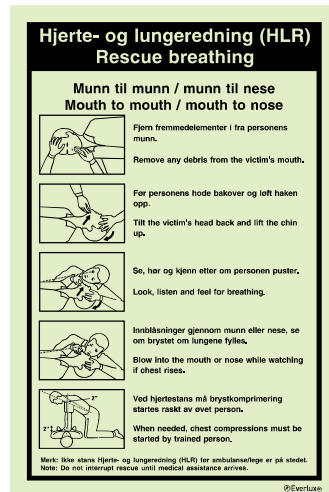 Hjerte- og lungeredning (HLR)
Rescue breathing
Munn til munn / munn til nese
Mouth to mouth / mouth to nose
Fjern fremmedelementer i fra personens
munn.
Remove any debris from the victim's mouth.
Før personens hode bakover og løft haken
opp.
Tilt the victim's head back and lift the chin
up.
Se, hør og kjenn etter om personen puster.
Look, listen and feel for breathing.
Innblåsninger gjennom munn eller nese, se
om brystet om lungene fylles.
Blow into the mouth or nose while watching
if chest rises.
2"
2"
Ved hjertestans må brystkomprimering
startes raskt av øvet person.
When needed, chest compressions must be
started by trained person.
Merk: Ikke stans Hjerte- og lungeredning (HLR) før ambulanse/lege er på stedet.
Note: Do not interrupt rescue until medical assistance arrives.
Everlux®